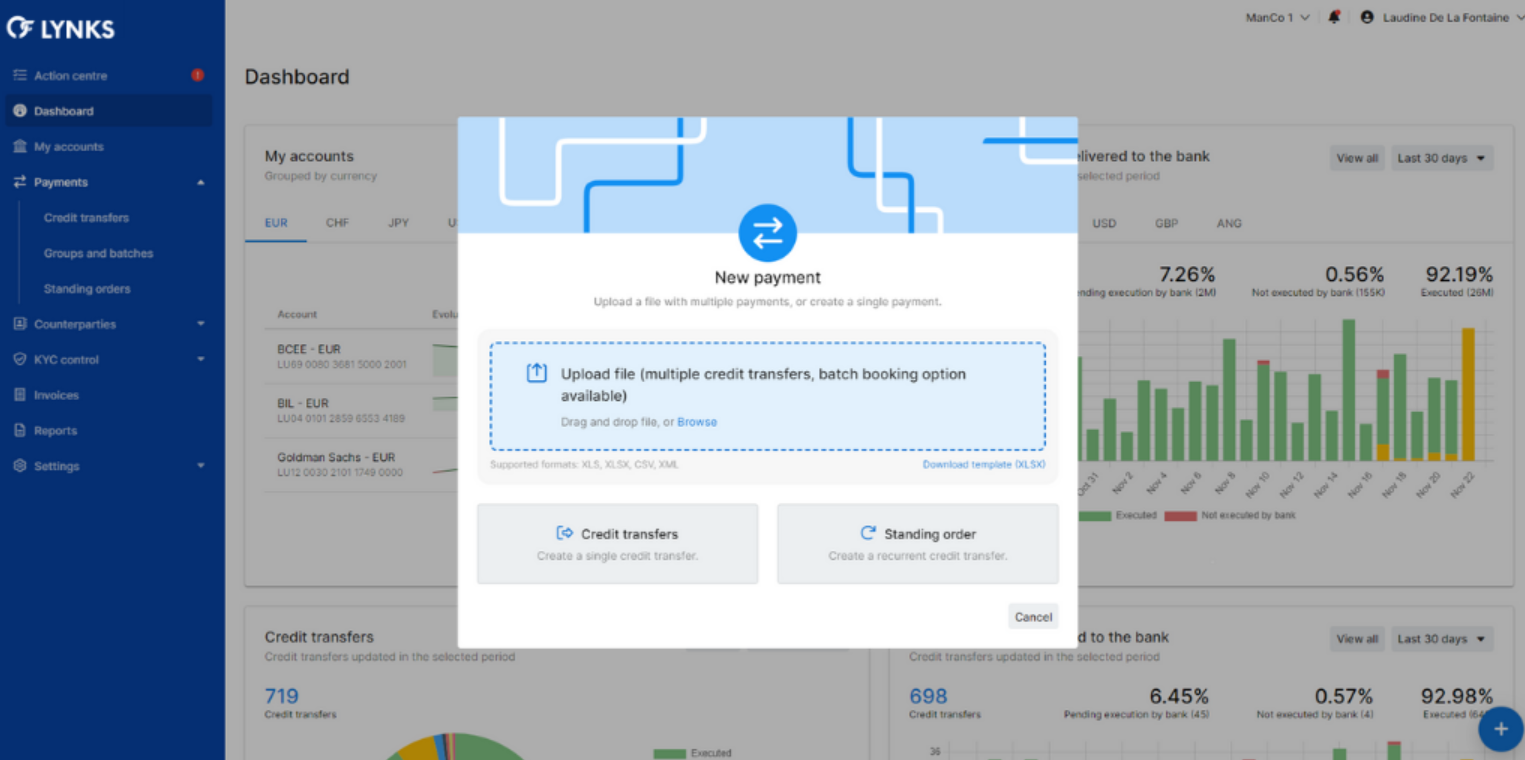 LYNKS
ManCo 1
Laudine De La Fontaine
Action centre
Dashboard
My accounts
Payments
Credit transfers
Groups and batches
Standing orders
Counterparties
KYC control
Invoices
Reports
Settings
Dashboard
My accounts
Grouped by currency
EUR CHF JPY
Account
BCEE - EUR
LU69 0080 3681 5000 2001
BIL - EUR
LU04 0101 2859 6553 4189
Goldman Sachs - EUR
LU12 0030 2101 1749 0000
New payment
Upload a file with multiple payments, or create a single payment.
Upload file (multiple credit transfers, batch booking option
available)
Drag and drop file, or Browse
Supported formats: XLS, XLSX, CSV, XML
Download template (XLSX)
Credit transfers
Create a single credit transfer.
Standing order
Create a recurrent credit transfer.
Cancel
to the bank
selected period
View all
Last 30 days
USD GBP ANG
7.26% 0.56% 92.19%
execution by bank (2M) Not executed by bank (155K) Executed (26M)
Oct 31 Nov 2 Nov 4 Nov 6 Nov 8 Nov 10 Nov 12 Nov 14 Nov 16 Nov 18 Nov 20 Nov 22
Executed Not executed by bank
Credit transfers
Credit transfers updated in the selected period
719
Credit transfers
Executed
to the bank
View all
Last 30 days
Credit transfers updated in the selected period
698 6.45% 0.57% 92.98%
Credit transfers Pending execution by bank (45) Not executed by bank (4) Executed
36